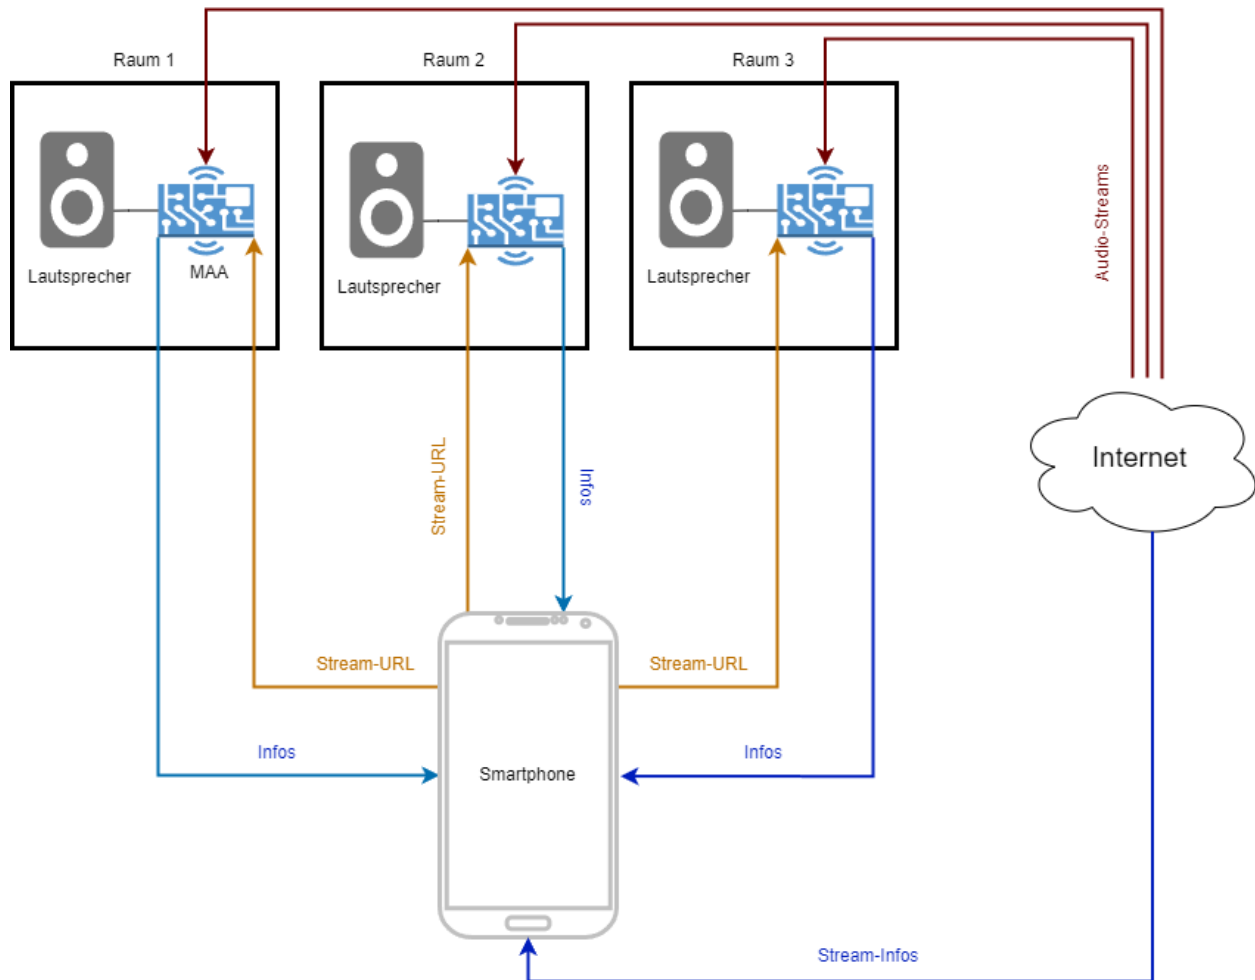 Raum 1
Raum 2
Raum 3
Lautsprecher
MAA
Lautsprecher
Lautsprecher
Audio-Streams
Internet
Stream-URL
Infos
Stream-URL
Stream-URL
Infos
Infos
Smartphone
Stream-Infos